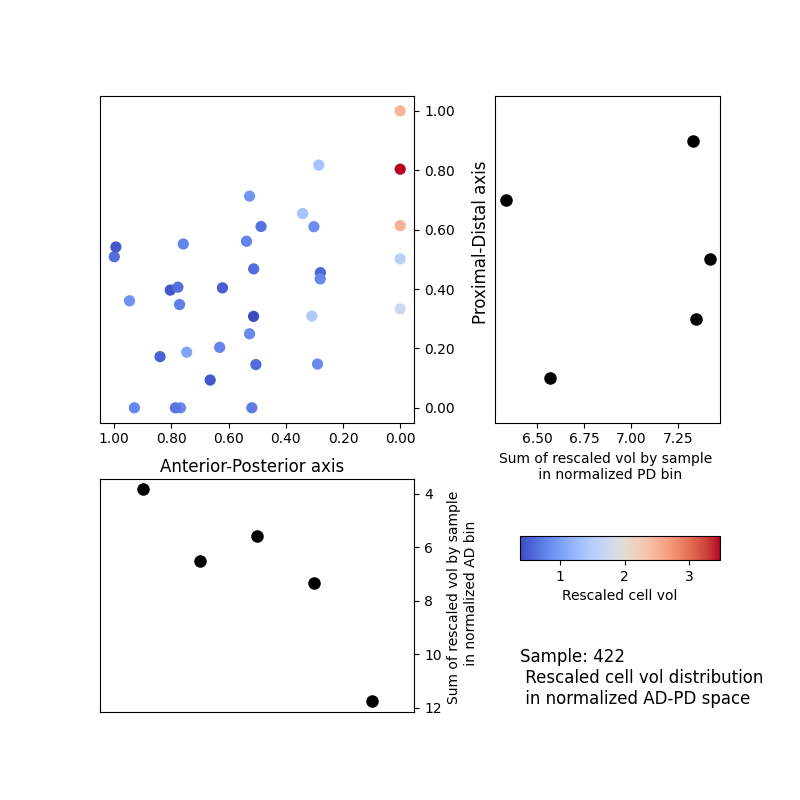 1.00
0.80
0.60
0.40
0.20
0.00
1.00 0.80 0.60 0.40 0.20 0.00
Anterior-Posterior axis
Proximal-Distal axis
6.50 6.75 7.00 7.25
Sum of rescaled vol by sample
in normalized PD bin
4
6
8
10
12
Sum of rescaled vol by sample
in normalized AD bin
1 2 3
Rescaled cell vol
Sample: 422
Rescaled cell vol distribution
in normalized AD-PD space